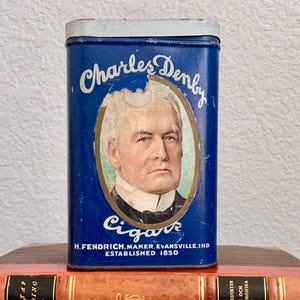 Charles Denby
Cigars
H. FENDRICH, MAKER, EVANSVILLE, IND.
ESTABLISHED 1850